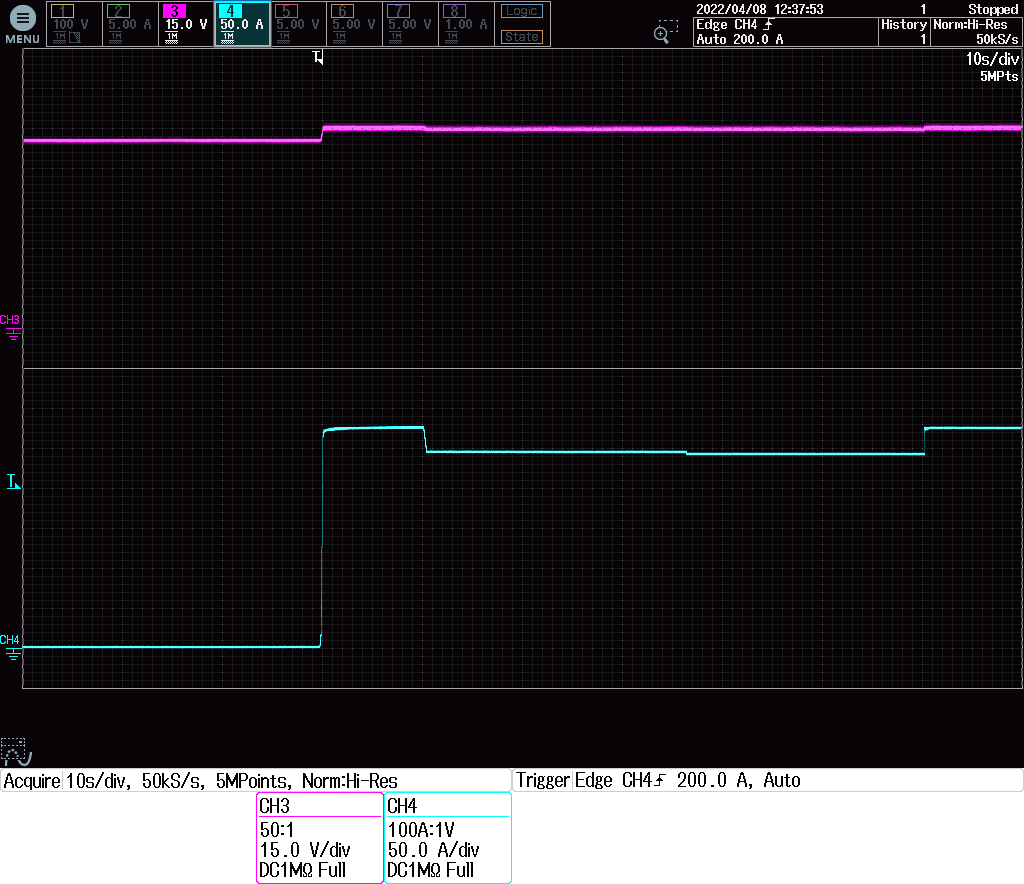 MENU
1 2 3 4 5 6 7 8
100 V 5.00 A 15.0 V 50.0 A 5.00 V 5.00 V 5.00 V 1.00 A
1M 1M 1M 1M 1M 1M 1M 1M
Logic
State
2022/04/08 12:37:53 1 Stopped
Edge CH4 History Norm:Hi-Res
Auto 200.0 A 1 50kS/s
T
10s/div
5MPts
CH3
T
CH4
Acquire 10s/div, 50kS/s, 5MPoints, Norm:Hi-Res
Trigger Edge CH4 200.0 A, Auto
CH3
50:1
15.0 V/div
DC1MΩ Full
CH4
100A:1V
50.0 A/div
DC1MΩ Full